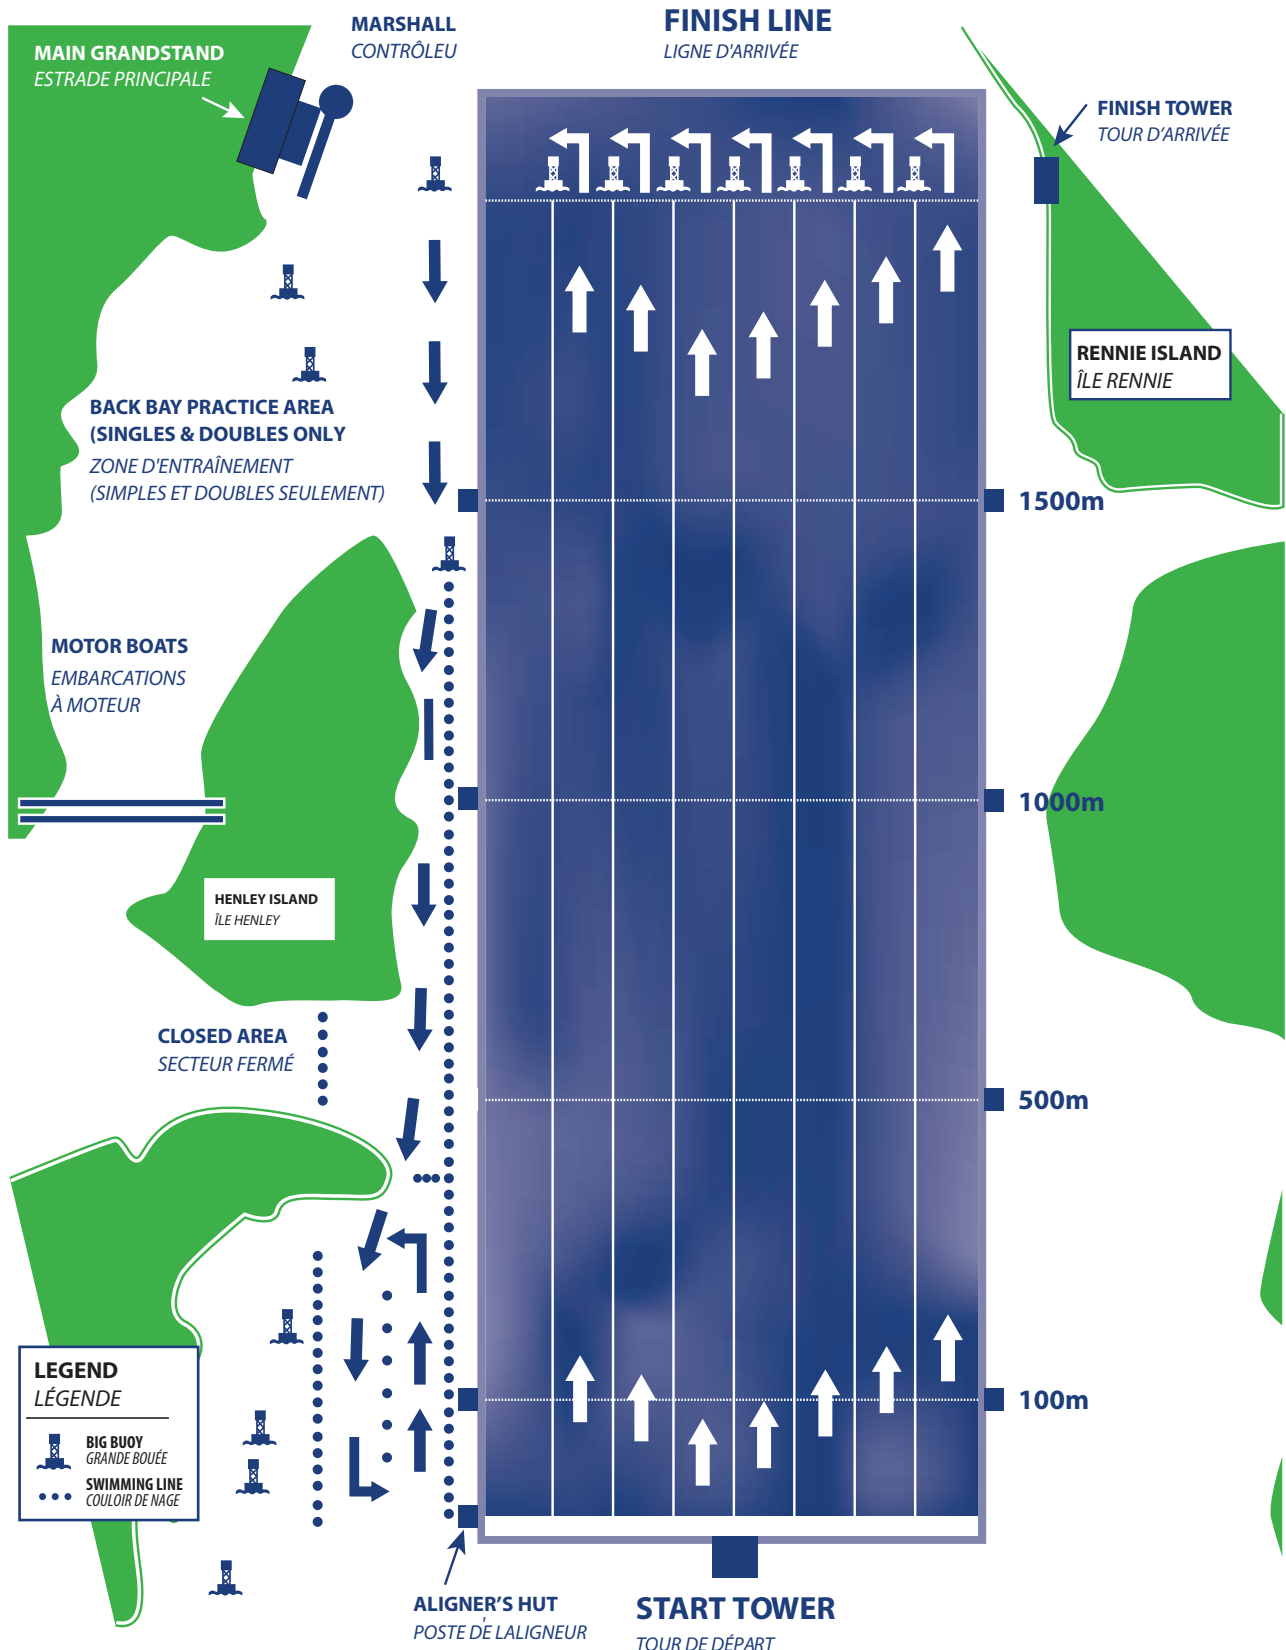 MARSHALL
CONTRÔLEU
FINISH LINE
LIGNE D'ARRIVÉE
MAIN GRANDSTAND
ESTRADE PRINCIPALE
FINISH TOWER
TOUR D'ARRIVÉE
RENNIE ISLAND
ÎLE RENNIE
BACK BAY PRACTICE AREA
(SINGLES & DOUBLES ONLY
ZONE D'ENTRAÎNEMENT
(SIMPLES ET DOUBLES SEULEMENT)
1500m
MOTOR BOATS
EMBARCATIONS
À MOTEUR
1000m
HENLEY ISLAND
ÎLE HENLEY
CLOSED AREA
SECTEUR FERMÉ
500m
LEGEND
LÉGENDE
BIG BUOY
GRANDE BOUÉE
SWIMMING LINE
COULOIR DE NAGE
100m
ALIGNER'S HUT
POSTE DE L'ALIGNEUR
START TOWER
TOUR DE DÉPART